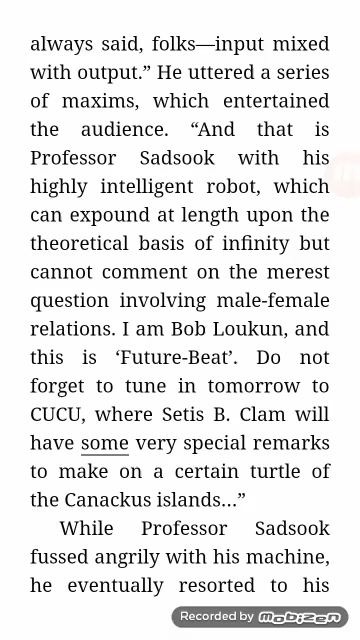 always said, folks—input mixed
with output.” He uttered a series
of maxims, which entertained
the audience. “And that is
Professor Sadsook with his
highly intelligent robot, which
can expound at length upon the
theoretical basis of infinity but
cannot comment on the merest
question involving male-female
relations. I am Bob Loukun, and
this is ‘Future-Beat’. Do not
forget to tune in tomorrow to
CUCU, where Setis B. Clam will
have some very special remarks
to make on a certain turtle of
the Canackus islands…”
While Professor Sadsook
fussed angrily with his machine,
he eventually resorted to his
Recorded by mobizen